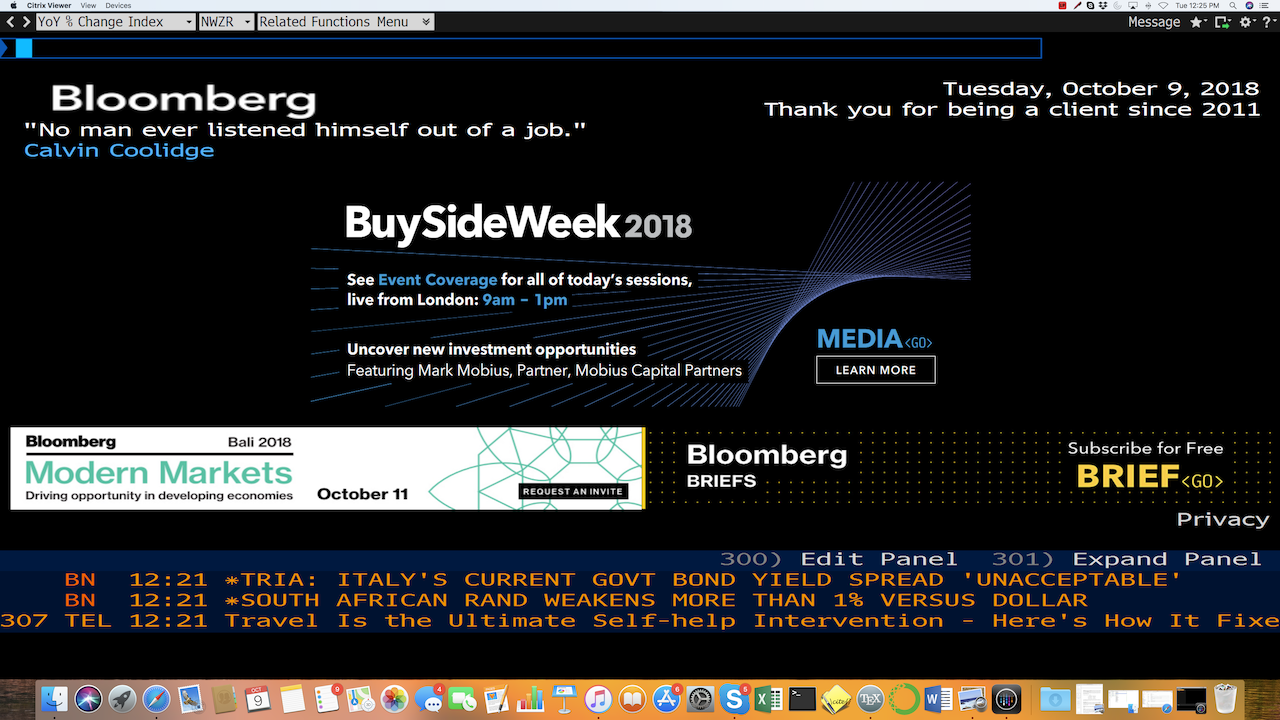 Citrix Viewer View Devices
Tue 12:25 PM
YoY % Change Index NWZR Related Functions Menu
Message
Bloomberg
Tuesday, October 9, 2018
Thank you for being a client since 2011
"No man ever listened himself out of a job."
Calvin Coolidge
BuySideWeek 2018
See Event Coverage for all of today's sessions,
live from London: 9am – 1pm
Uncover new investment opportunities
Featuring Mark Mobius, Partner, Mobius Capital Partners
MEDIA<GO>
LEARN MORE
Bloomberg Bali 2018
Modern Markets
Driving opportunity in developing economies
October 11
REQUEST AN INVITE
Bloomberg
BRIEFS
Subscribe for Free
BRIEF<GO>
Privacy
300) Edit Panel 301) Expand Panel
BN 12:21 *TRIA: ITALY'S CURRENT GOVT BOND YIELD SPREAD 'UNACCEPTABLE'
BN 12:21 *SOUTH AFRICAN RAND WEAKENS MORE THAN 1% VERSUS DOLLAR
307 TEL 12:21 Travel Is the Ultimate Self-help Intervention - Here's How It Fixe
OCT
9
9
4
6
6
TEX